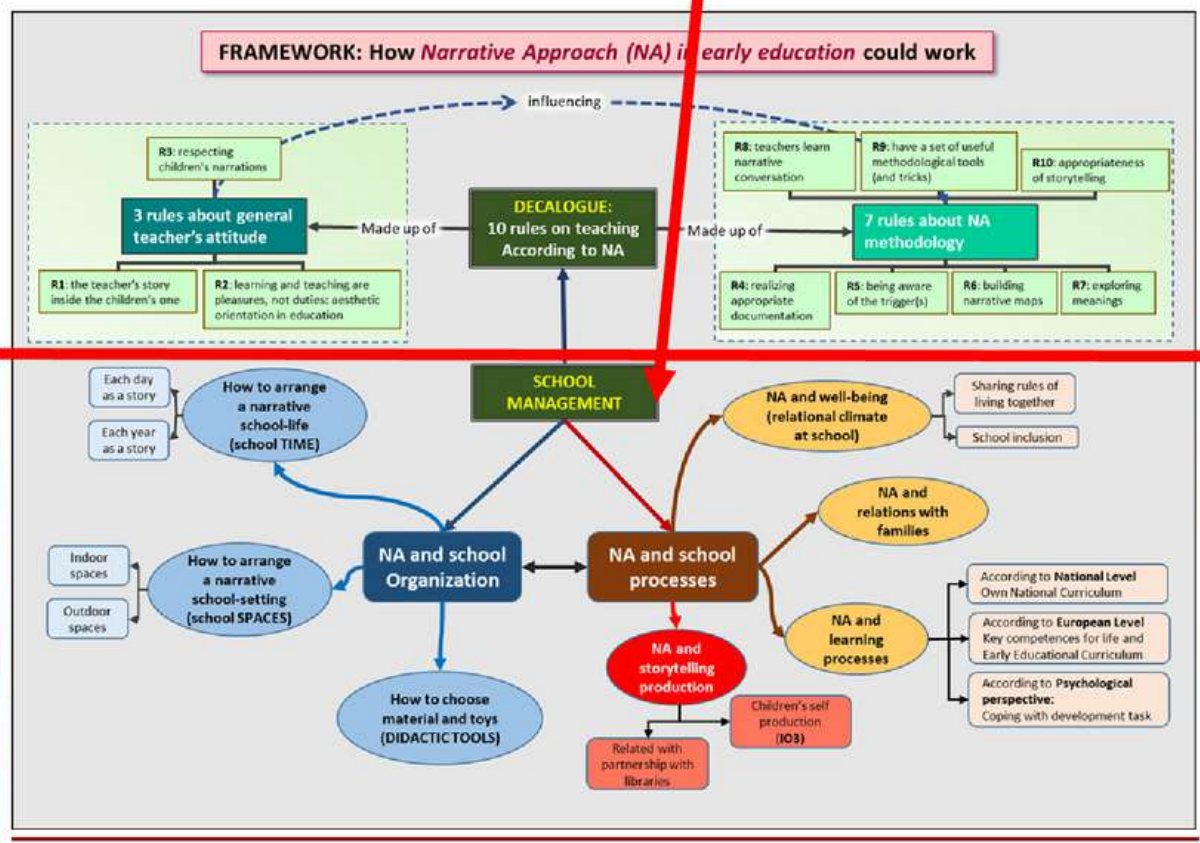 FRAMEWORK: How Narrative Approach (NA) in early education could work
influencing
R3: respecting
children's narrations
3 rules about general
teacher's attitude
R1: the teacher's story
inside the children's one
R2: learning and teaching are
pleasures, not duties: aesthetic
orientation in education
Made up of
DECALOGUE:
10 rules on teaching
According to NA
Made up of
R8: teachers learn
narrative
conversation
R9: have a set of useful
methodological tools
(and tricks)
R10: appropriateness
of storytelling
7 rules about NA
methodology
R4: realizing
appropriate
documentation
R5: being aware
of the trigger(s)
R6: building
narrative maps
R7: exploring
meanings
SCHOOL
MANAGEMENT
Each day
as a story
Each year
as a story
How to arrange
a narrative
school-life
(school TIME)
NA and well-being
(relational climate
at school)
Sharing rules of
living together
School inclusion
NA and
relations with
families
Indoor
spaces
Outdoor
spaces
How to arrange
a narrative
school-setting
(school SPACES)
NA and school
Organization
NA and school
processes
NA and
learning
processes
According to National Level
Own National Curriculum
According to European Level
Key competences for life and
Early Educational Curriculum
According to Psychological
perspective:
Coping with development task
How to choose
material and toys
(DIDACTIC TOOLS)
NA and
storytelling
production
Children's self
production
(IO3)
Related with
partnership with
libraries